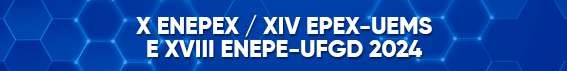 X ENEPEX / XIV EPEX-UEMS
E XVIII ENEPE-UFGD 2024